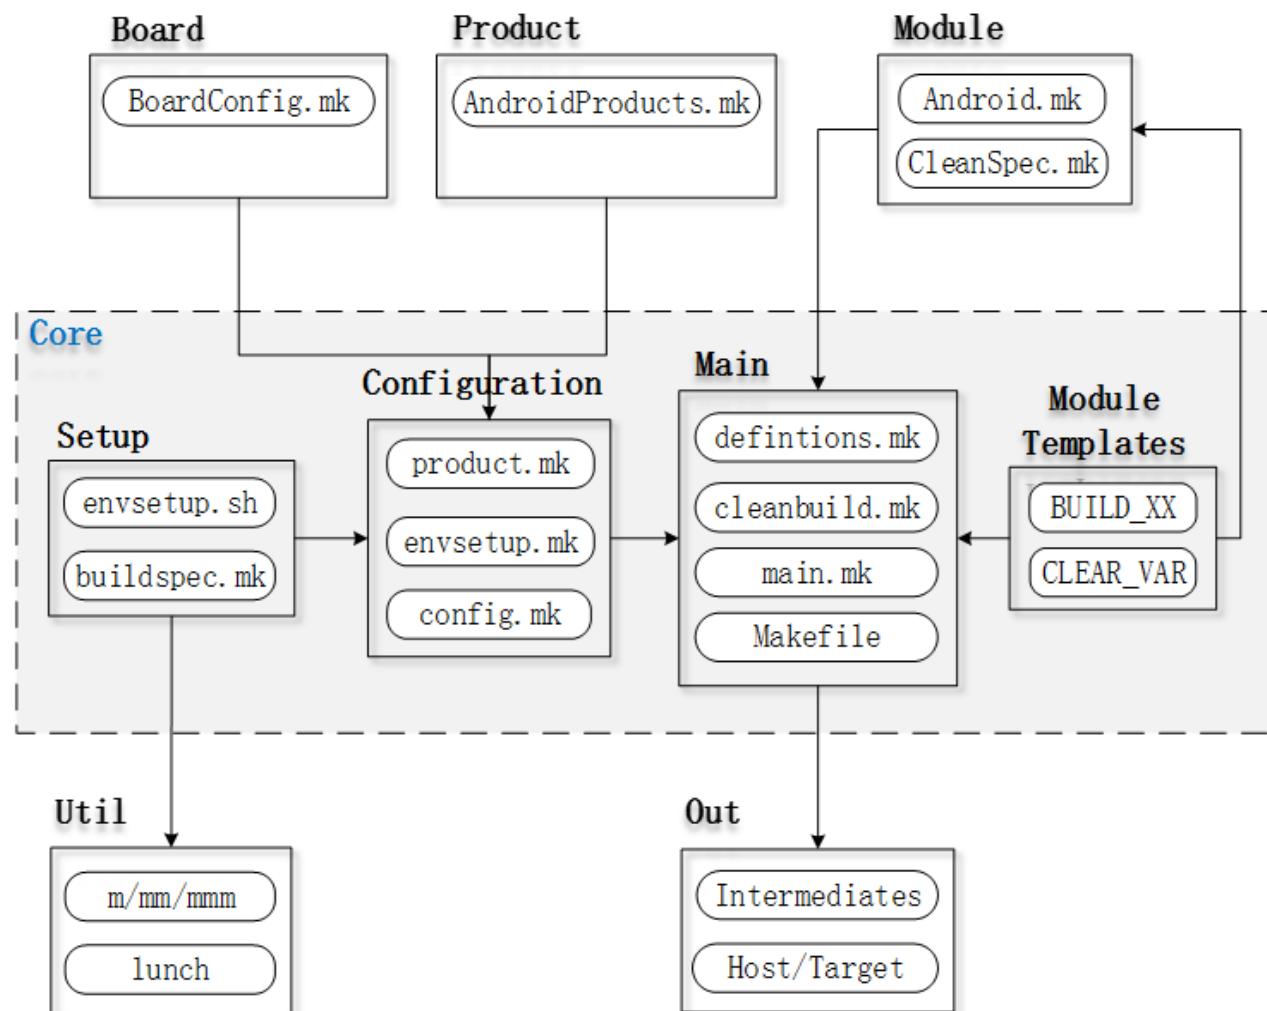 Board
BoardConfig.mk
Product
AndroidProducts.mk
Module
Android.mk
CleanSpec.mk
Core
Setup
envsetup.sh
buildspec.mk
Configuration
product.mk
envsetup.mk
config.mk
Main
defintions.mk
cleanbuild.mk
main.mk
Makefile
Module
Templates
BUILD_XX
CLEAR_VAR
Util
m/mm/mmm
lunch
Out
Intermediates
Host/Target